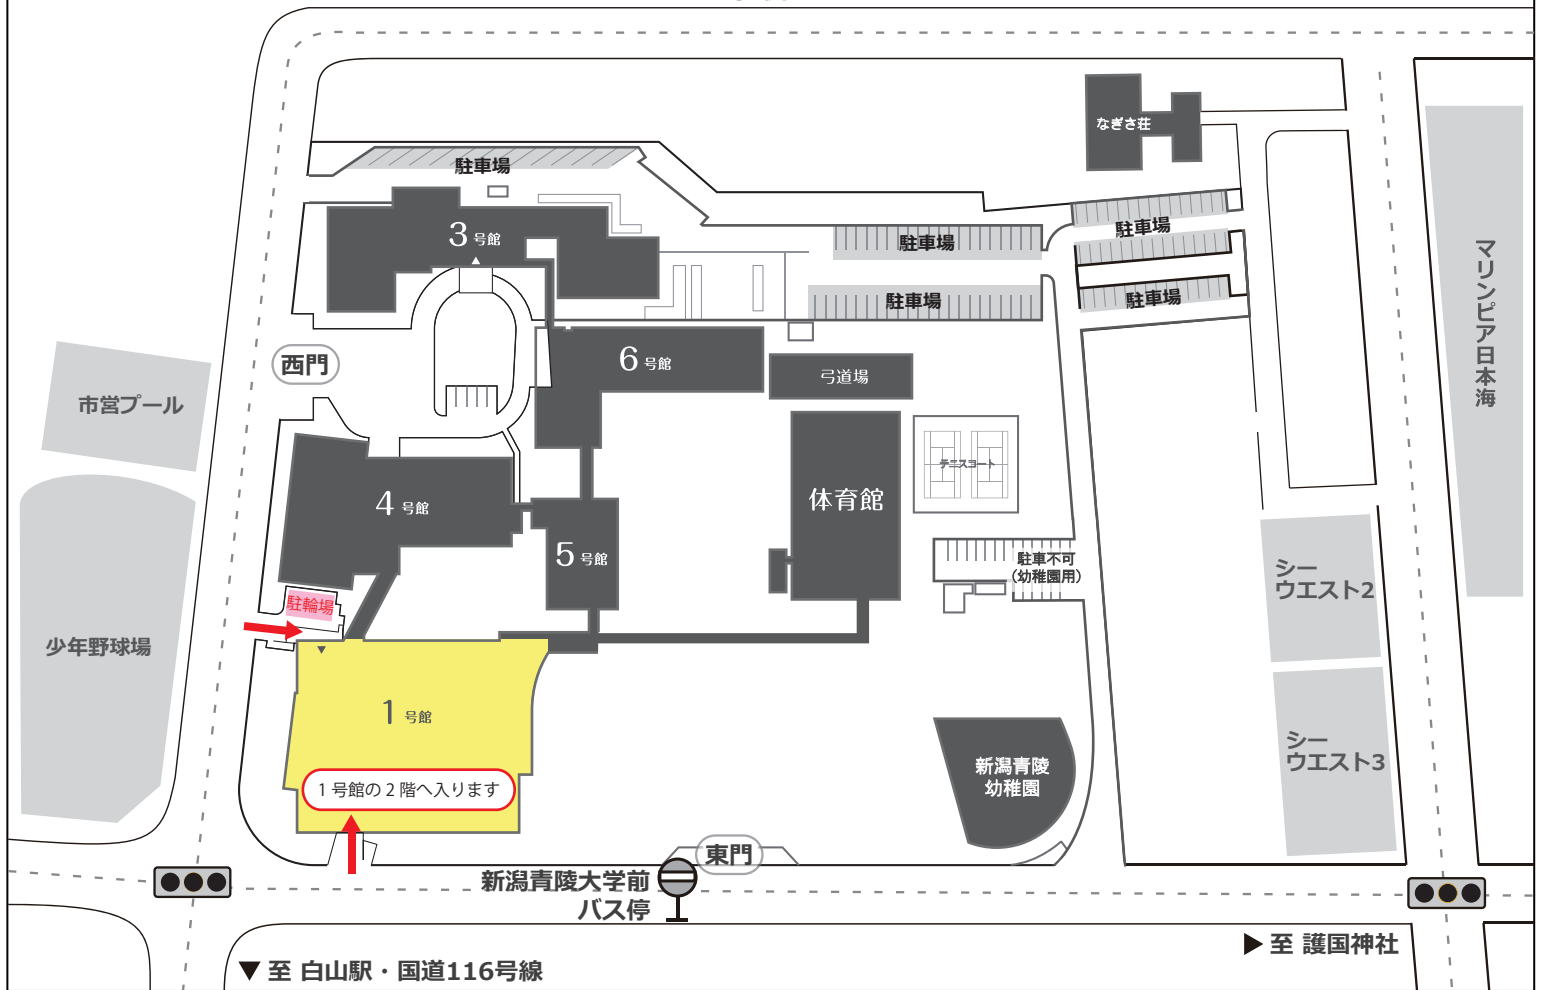 なぎさ荘
駐車場
3 号館
駐車場
駐車場
駐車場
駐車場
マリンピア日本海
西門
6 号館
弓道場
市営プール
テニスコート
4 号館
体育館
5 号館
駐車不可
(幼稚園用)
シー
ウエスト2
駐輪場
少年野球場
1 号館
シー
ウエスト3
新潟青陵
幼稚園
1 号館の 2 階へ入ります
東門
新潟青陵大学前
バス停
▶ 至 護国神社
▼ 至 白山駅・国道116号線